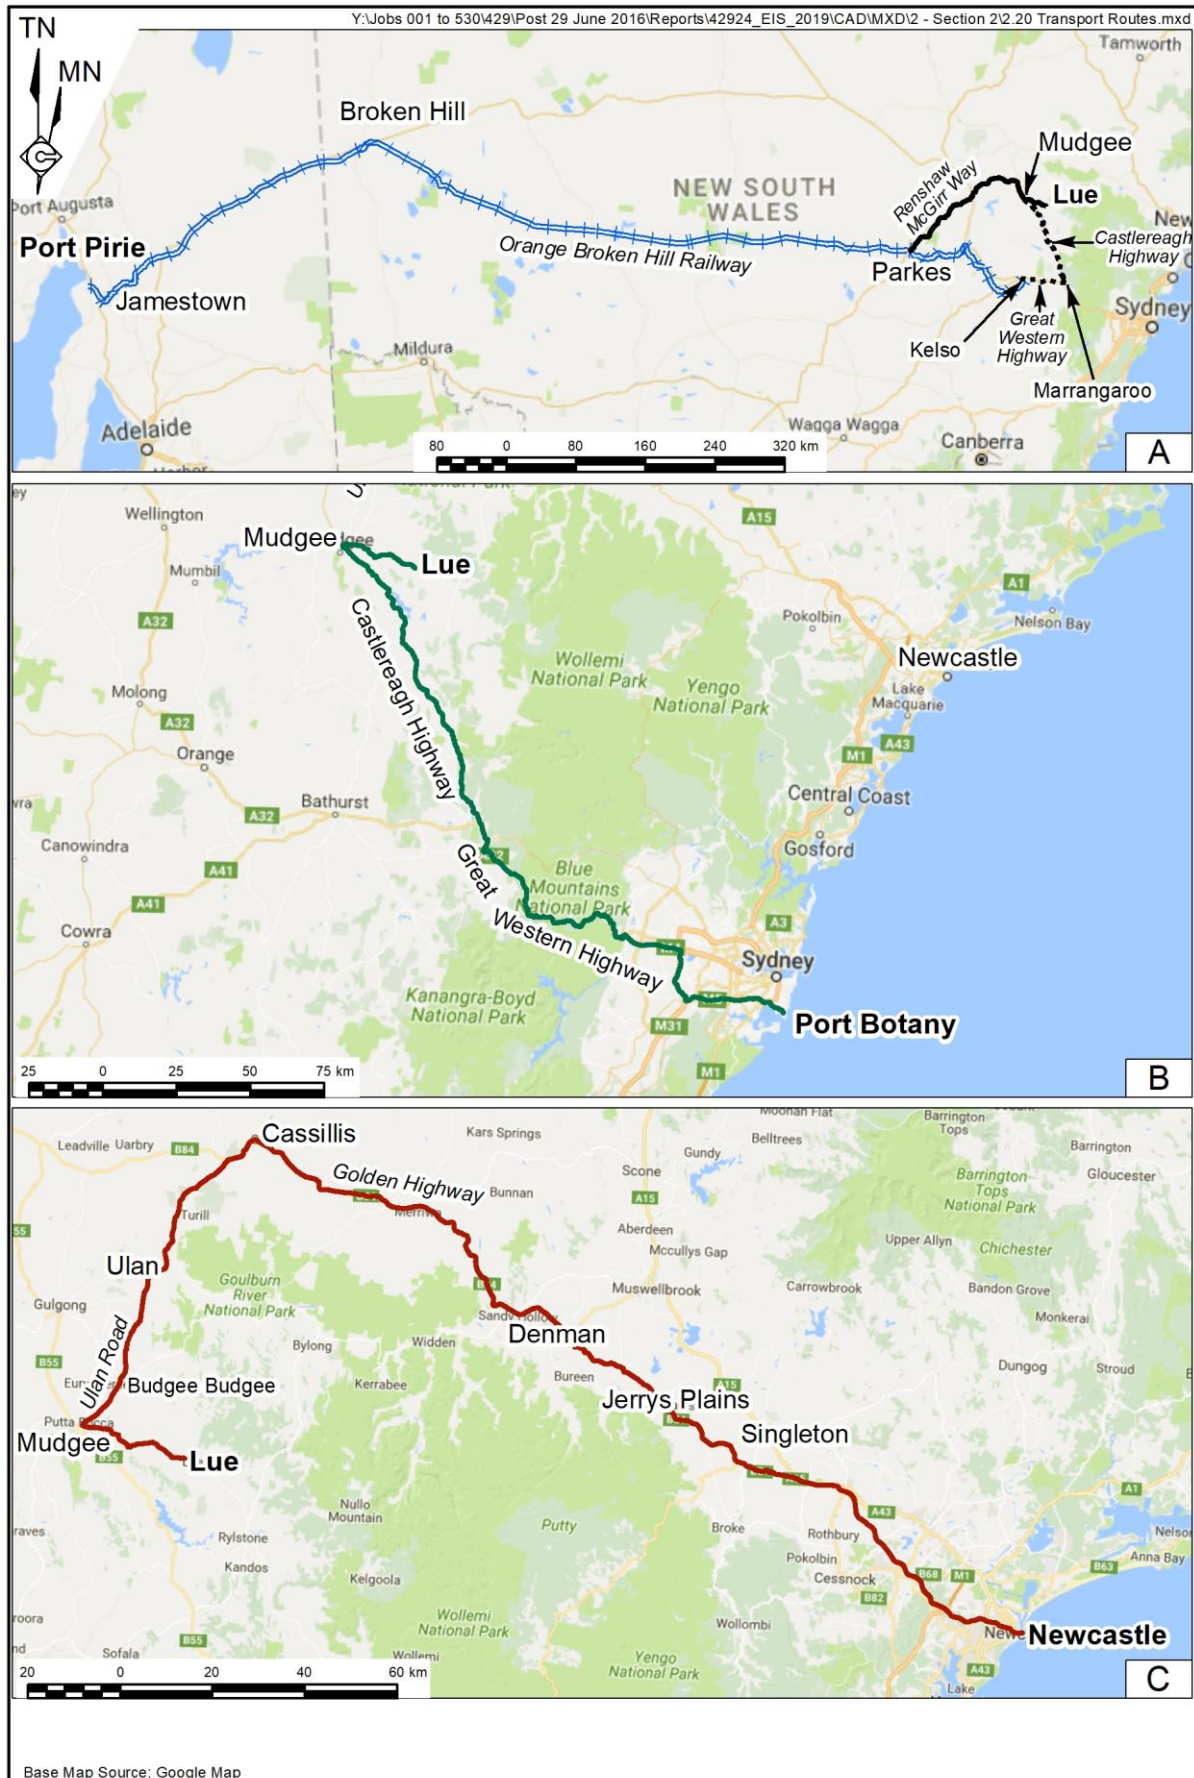 Y:\Jobs 001 to 530\429\Post 29 June 2016\Reports\42924_EIS_2019\CAD\MXD\2 - Section 2\2.20 Transport Routes.mxd
TN
MN
Tamworth
Broken Hill
Mudgee
NEW SOUTH
WALES
Renshaw
McGirr Way
Lue
Port Augusta
New
Port Pirie
Castlereagh
Highway
Orange Broken Hill Railway
Parkes
Jamestown
Sydney
Great
Western
Highway
Kelso
Mildura
Marrangaroo
Adelaide
Wagga Wagga
Canberra
80 0 80 160 240 320 km
A
Wellington
A15
Mudgee
Lue
Mumbil
A1
A32
Pokolbin
Nelson Bay
Castlereagh Highway
Wollemi
National Park
Newcastle
Yengo
National Park
Lake
Macquarie
Molong
A32
A43
Orange
M1
Central Coast
Bathurst
A32
Gosford
Canowindra
A41
Great
Western Highway
Blue
Mountains
National Park
A41
A3
Cowra
M4
Sydney
Kanangra-Boyd
National Park
M5
M31
Port Botany
M1
25 0 25 50 75 km
B
Cassillis
Kars Springs
Moonan Flat
Belltrees
Barrington
Tops
Leadville
Uarbry
B84
Gundy
Barrington
Golden Highway
Scone
Barrington
Tops
National Park
Gloucester
Bunnan
A15
Merriwa
Turill
Aberdeen
55
Upper Allyn
Chichester
Mccullys Gap
Ulan
Goulburn
River
National Park
Muswellbrook
Carrowbrook
Bandon Grove
Gulgong
Sandy Hollow
Monkerai
Ulan Road
Denman
Bylong
Widden
B55
Dungog
Stroud
Bureen
Budgee Budgee
Kerrabee
A15
Jerrys Plains
Putta Bucca
Mudgee
Singleton
B55
Lue
A1
Nullo
Mountain
A43
Putty
Broke
Rothbury
Nelson
Rylstone
Anna Bay
Pokolbin
Kandos
Cessnock
B68
M1
B63
Kelgoola
B82
Wollemi
National Park
Wollombi
Newcastle
B55
Sofala
Wollemi
Yengo
National Park
A43
20 0 20 40 60 km
Lake
C
Base Map Source: Google Map